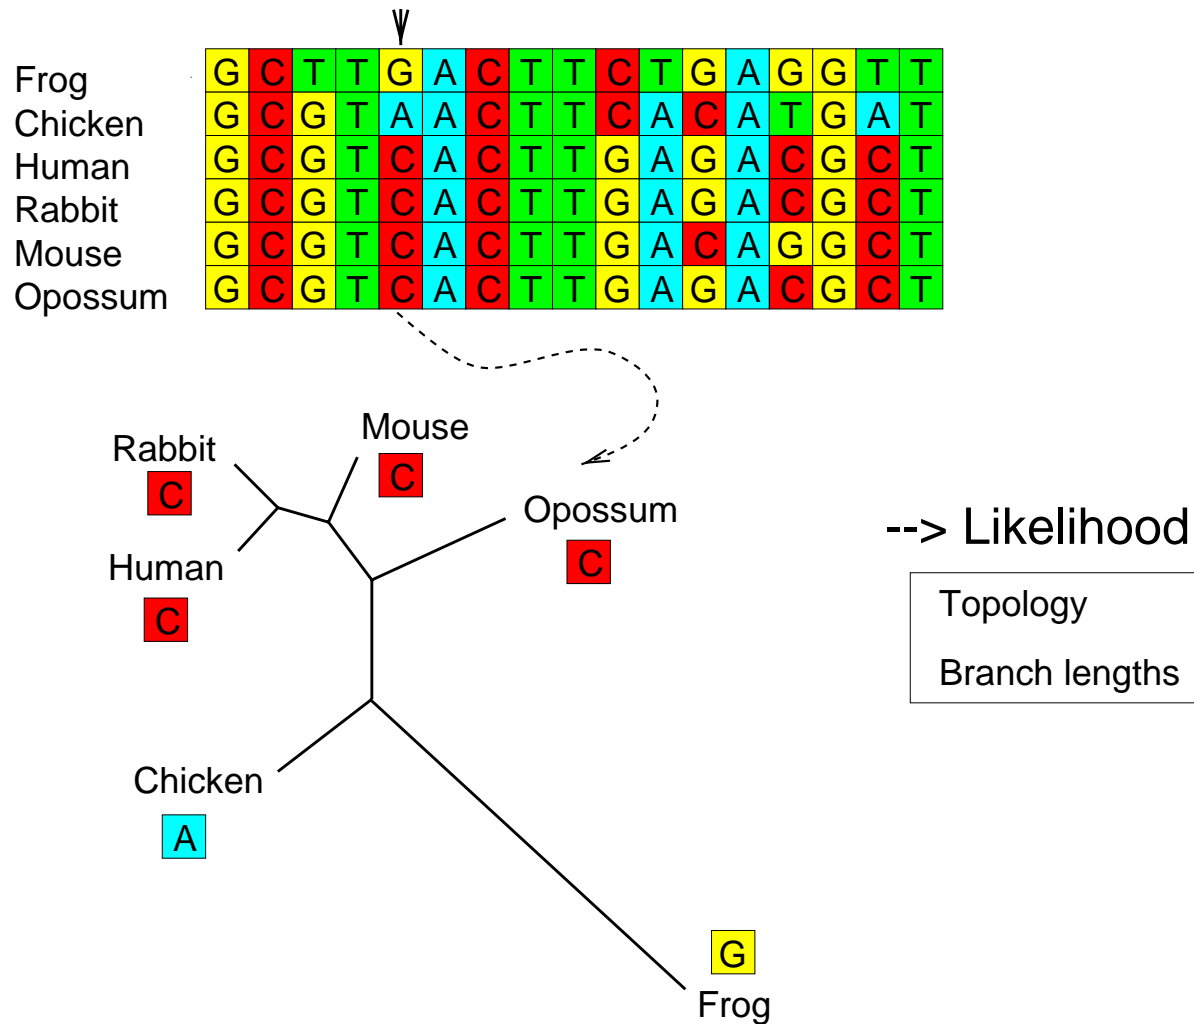 Frog G C T T G A C T T C T G A G G T T
Chicken G C G T A A C T T C A C A T G A T
Human G C G T C A C T T G A G A C G C T
Rabbit G C G T C A C T T G A G A C G C T
Mouse G C G T C A C T T G A C A G G C T
Opossum G C G T C A C T T G A G A C G C T
Mouse
C
Rabbit
C
Opossum
C
Human
C
--> Likelihood
Topology
Branch lengths
Chicken
A
G
Frog